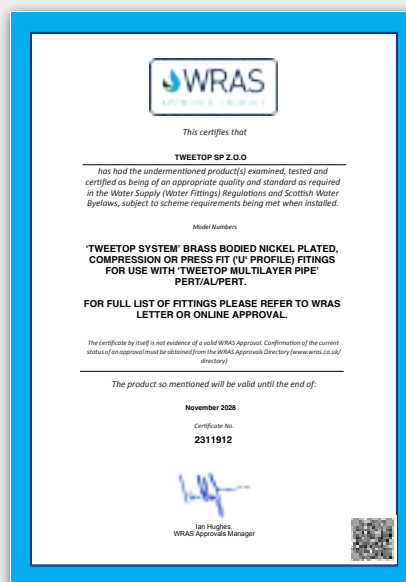 WRAS
APPROVED PRODUCT
This certifies that
TWEETOP SP Z.O.O
has had the undermentioned product(s) examined, tested and
certified as being of an appropriate quality and standard as required
in the Water Supply (Water Fittings) Regulations and Scottish Water
Byelaws, subject to scheme requirements being met when installed.
Model Numbers
'TWEETOP SYSTEM' BRASS BODIED NICKEL PLATED,
COMPRESSION OR PRESS FIT ('U' PROFILE) FITINGS
FOR USE WITH 'TWEETOP MULTILAYER PIPE'
PERT/AL/PERT.
FOR FULL LIST OF FITTINGS PLEASE REFER TO WRAS
LETTER OR ONLINE APPROVAL.
The certificate by itself is not evidence of a valid WRAS Approval. Confirmation of the current
status of an approval must be obtained from the WRAS Approvals Directory (www.wras.co.uk/
directory)
The product so mentioned will be valid until the end of:
November 2028
Certificate No.
2311912
Ian Hughes,
WRAS Approvals Manager